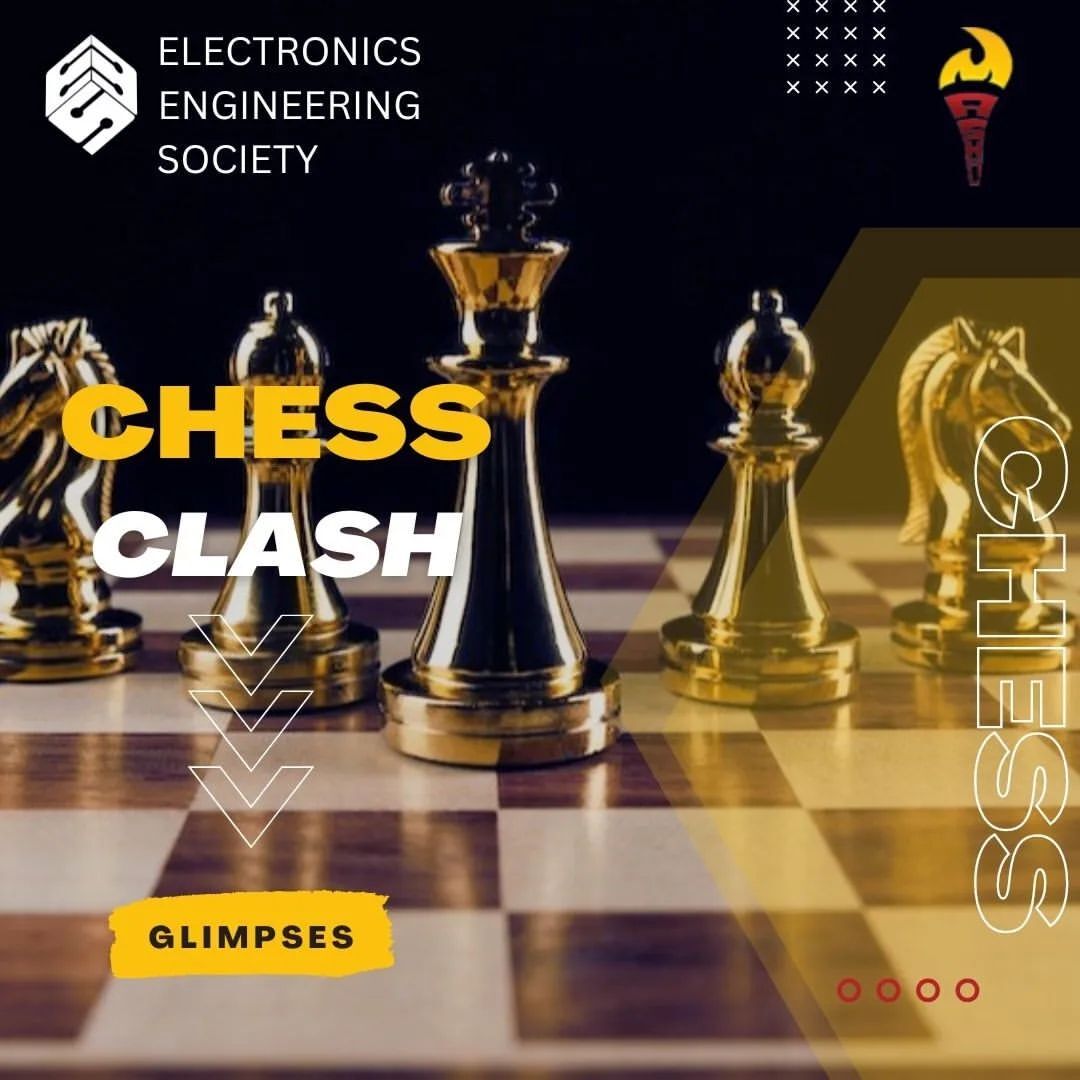 ELECTRONICS
ENGINEERING
SOCIETY
CHESS
CLASH
CHESS
GLIMPSES